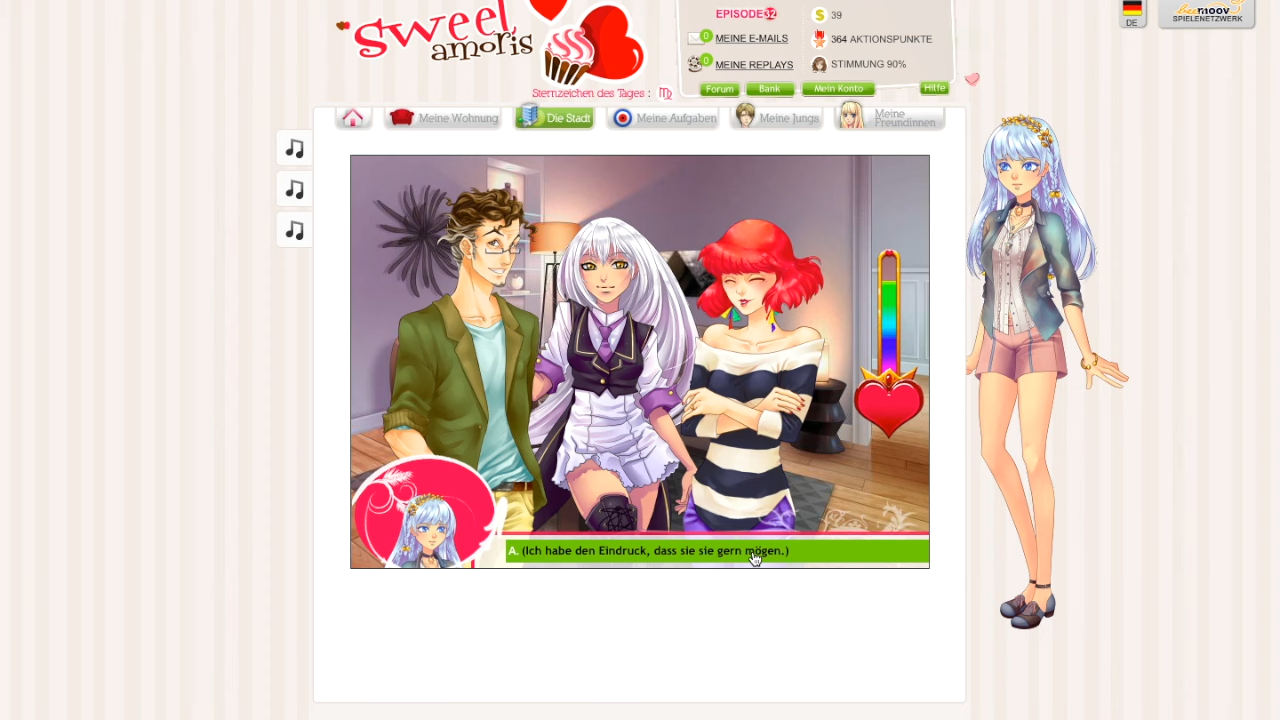 sweet
amoris
Sternzeichen des Tages : ♍
EPISODE 32
39
0 MEINE E-MAILS
364 AKTIONSPUNKTE
0 MEINE REPLAYS
STIMMUNG 90%
Forum
Bank
Mein Konto
Hilfe
DE
beemoov
SPIELENETZWERK
Meine Wohnung
Die Stadt
Meine Aufgaben
Meine Jungs
Meine
Freundinnen
A. (Ich habe den Eindruck, dass sie sie gern mögen.)